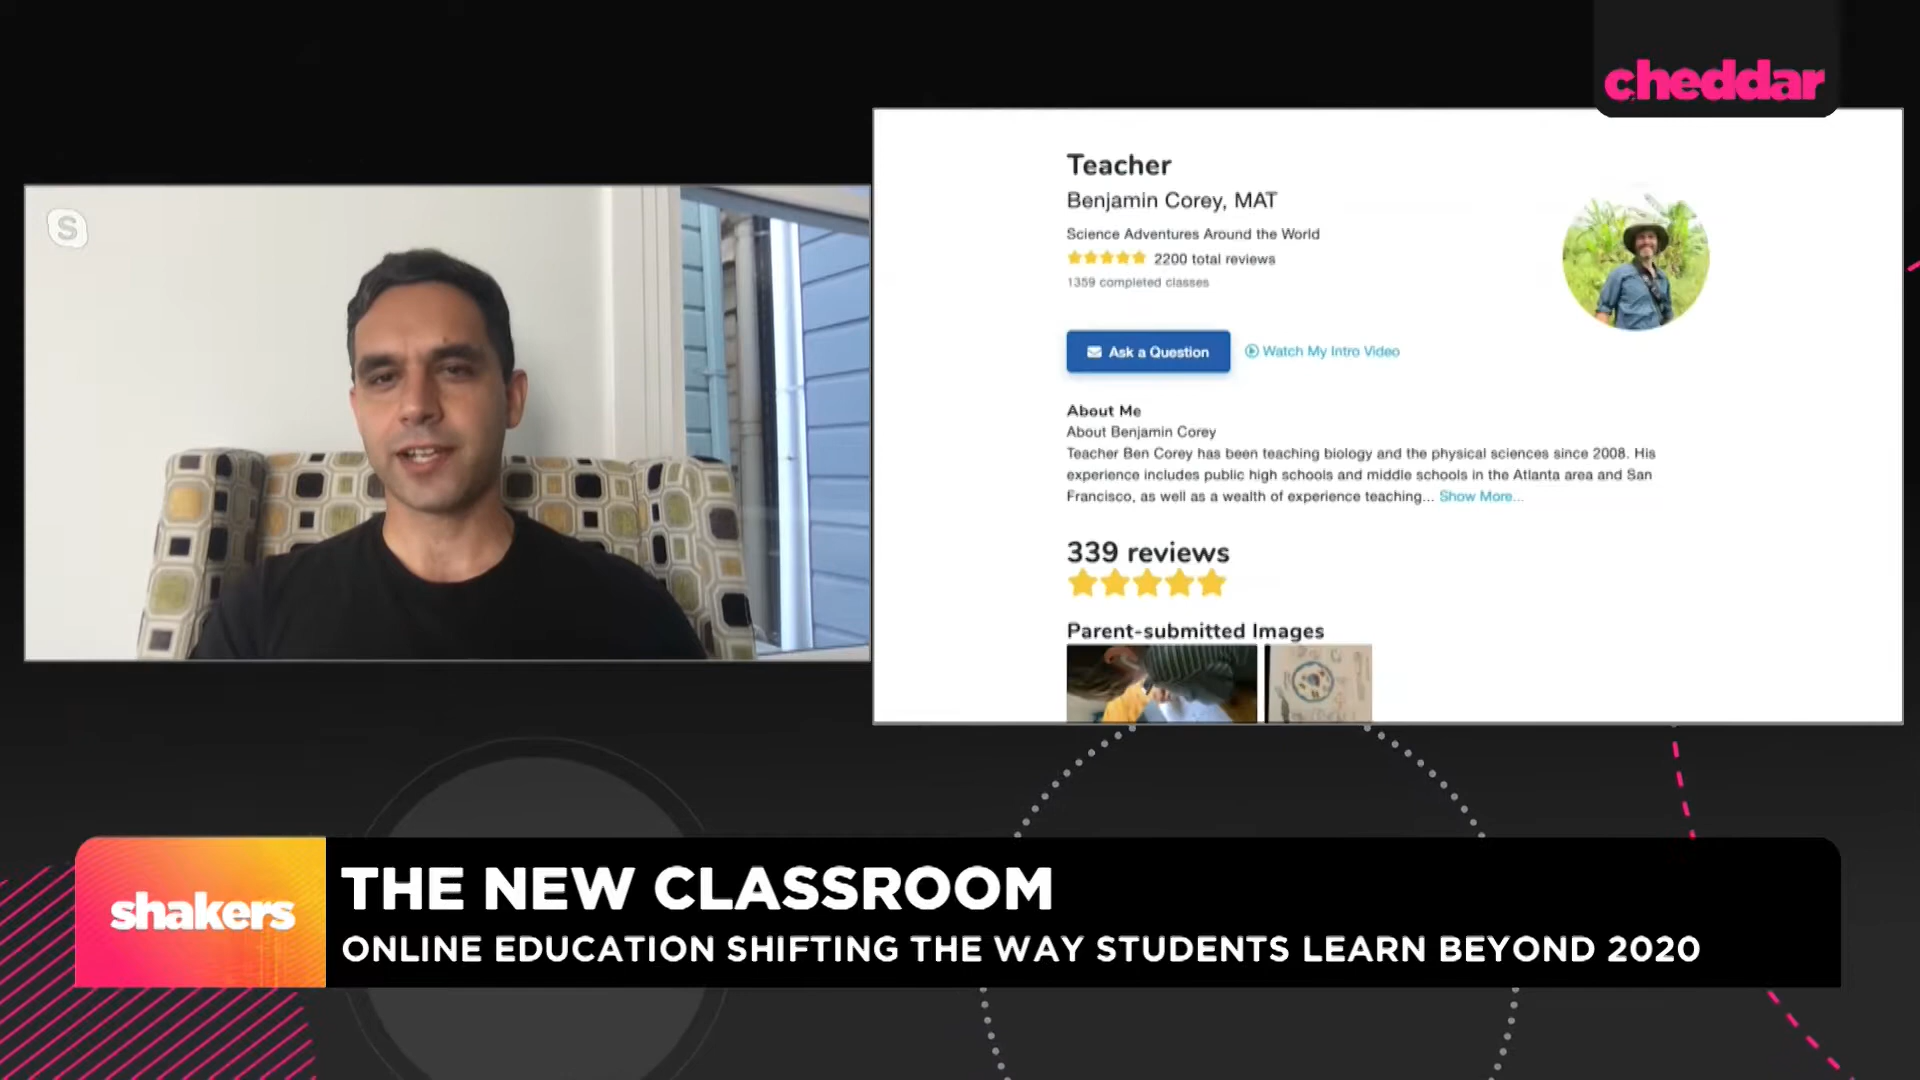 cheddar
S
Teacher
Benjamin Corey, MAT
Science Adventures Around the World
2200 total reviews
1359 completed classes
Ask a Question
Watch My Intro Video
About Me
About Benjamin Corey
Teacher Ben Corey has been teaching biology and the physical sciences since 2008. His
experience includes public high schools and middle schools in the Atlanta area and San
Francisco, as well as a wealth of experience teaching... Show More...
339 reviews
Parent-submitted Images
shakers
THE NEW CLASSROOM
ONLINE EDUCATION SHIFTING THE WAY STUDENTS LEARN BEYOND 2020